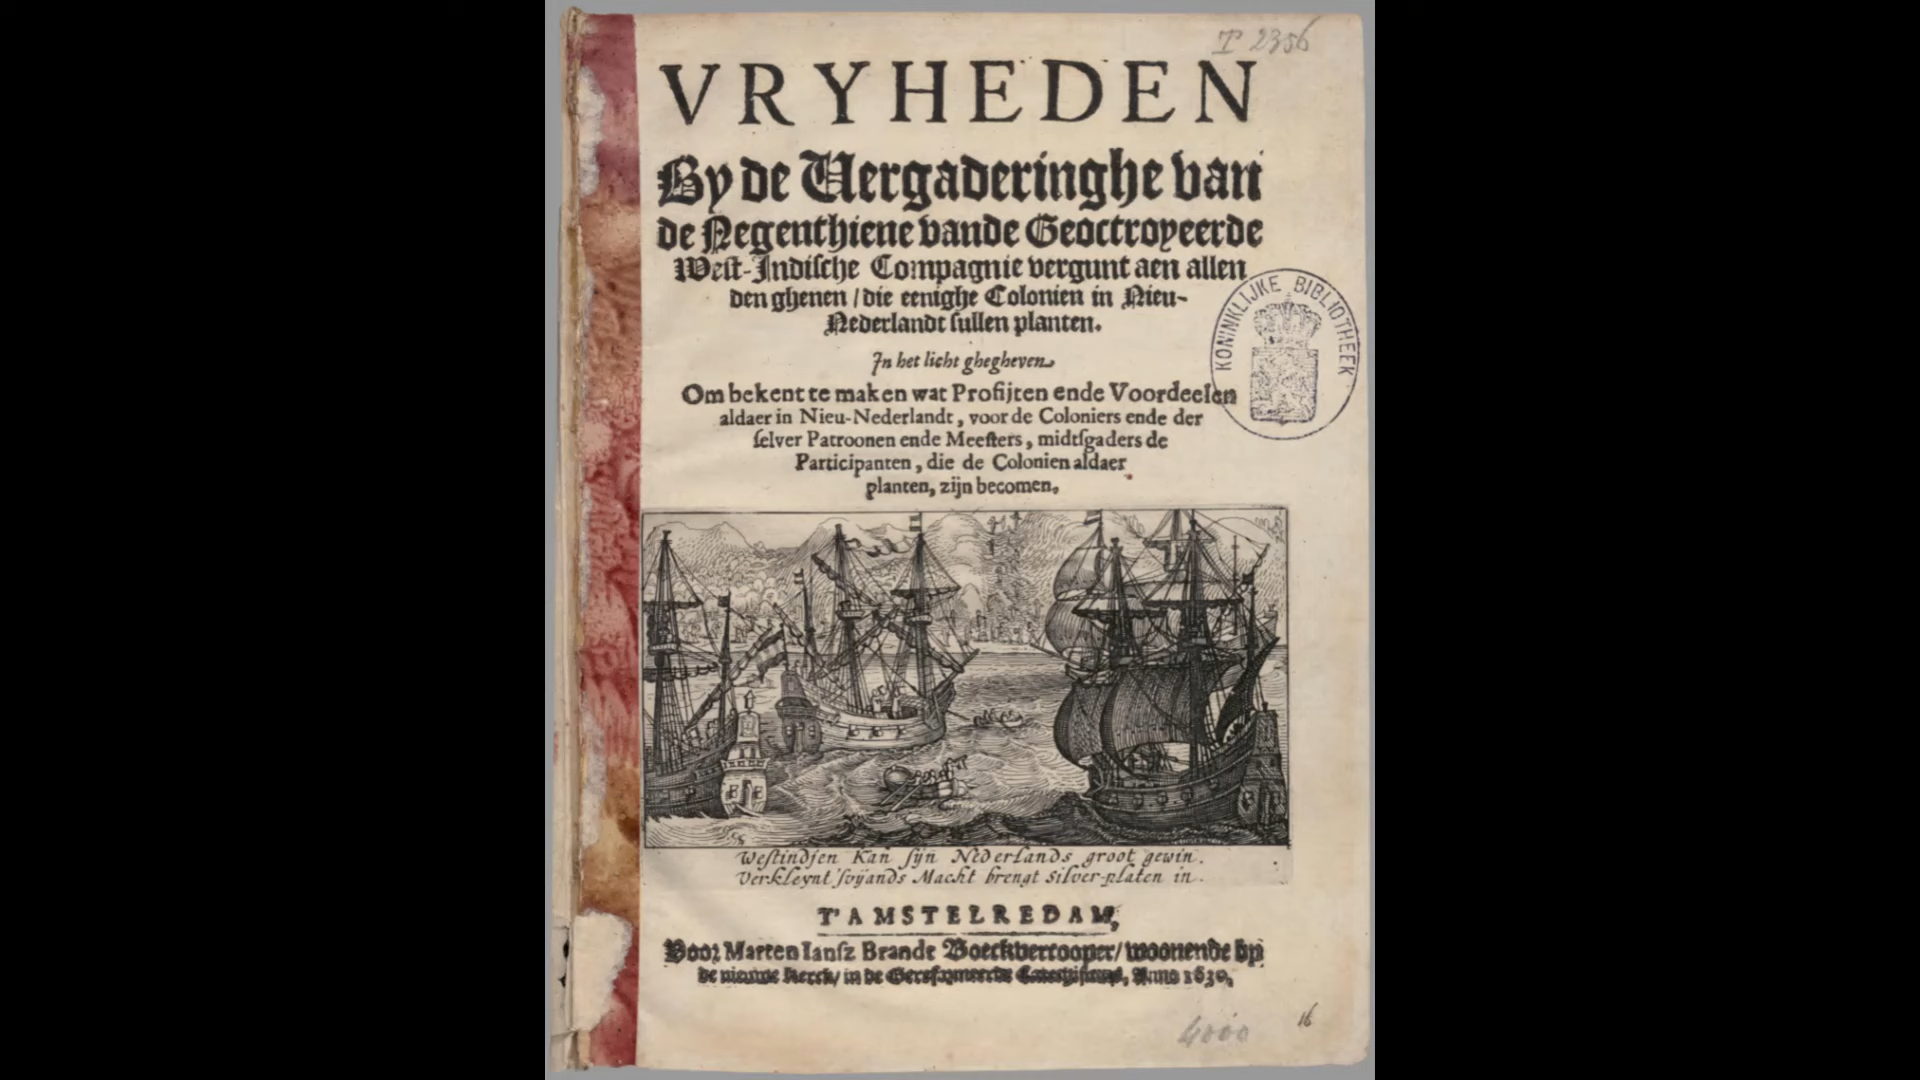 T 2356
VRYHEDEN
By de Vergaderinghe van
de Negenthiene vande Geoctroyeerde
West-Indische Compagnie vergunt aen allen
den ghenen / die eenighe Colonien in Nieu-
Nederlandt sullen planten.
In het licht ghegheven
Om bekent te maken wat Profijten ende Voordeelen
aldaer in Nieu-Nederlandt, voor de Coloniers ende der
selver Patroonen ende Meesters, midtsgaders de
Participanten, die de Colonien aldaer
planten, zijn becomen.
KONINKLIJKE BIBLIOTHEEK
Westindjen Kan sijn Nederlands groot gewin.
Verkleynt 'svijands Macht brengt silver-platen in.
T'AMSTELREDAM,
Voor Marten Iansz Brandt Boeckvercooper / woonende by
de nieuwe Kerck / in de Gereformeerde Catechismus, Anno 1630.
4000
16